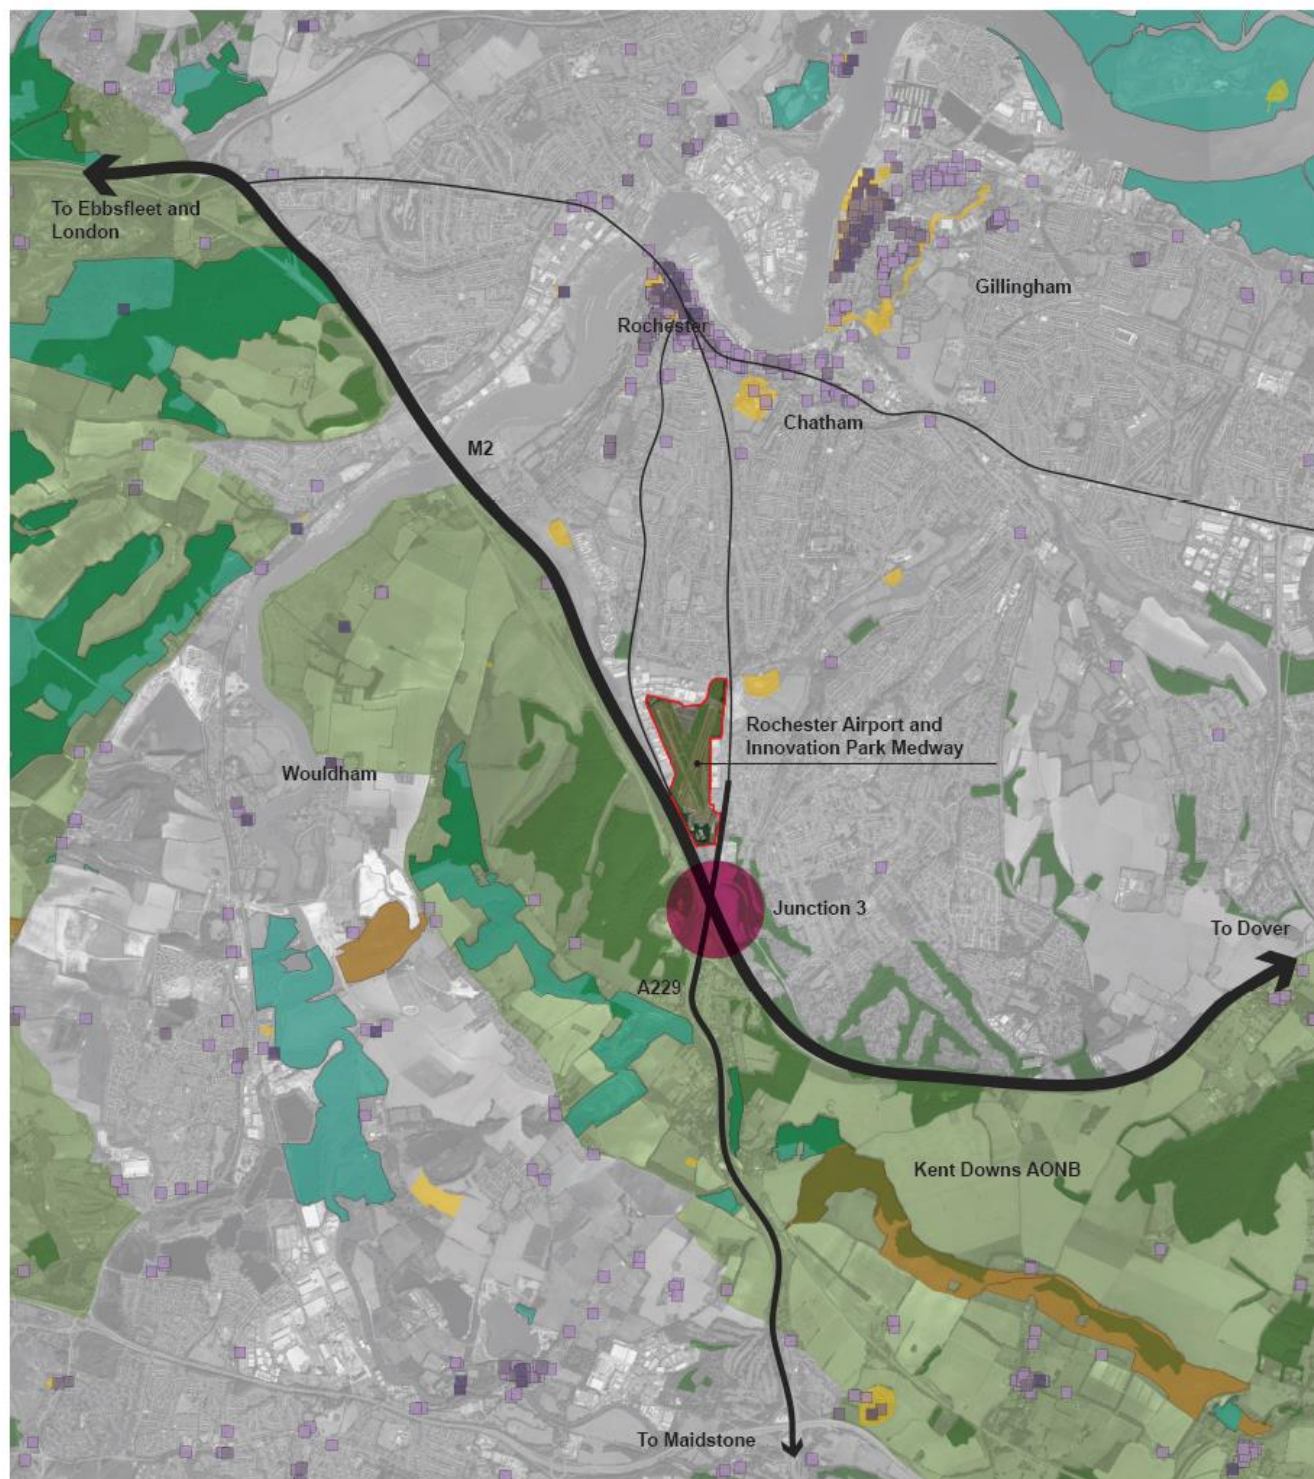 To Ebbsfleet and
London
Gillingham
Rochester
Chatham
M2
Rochester Airport and
Innovation Park Medway
Wouldham
Junction 3
To Dover
A229
Kent Downs AONB
To Maidstone